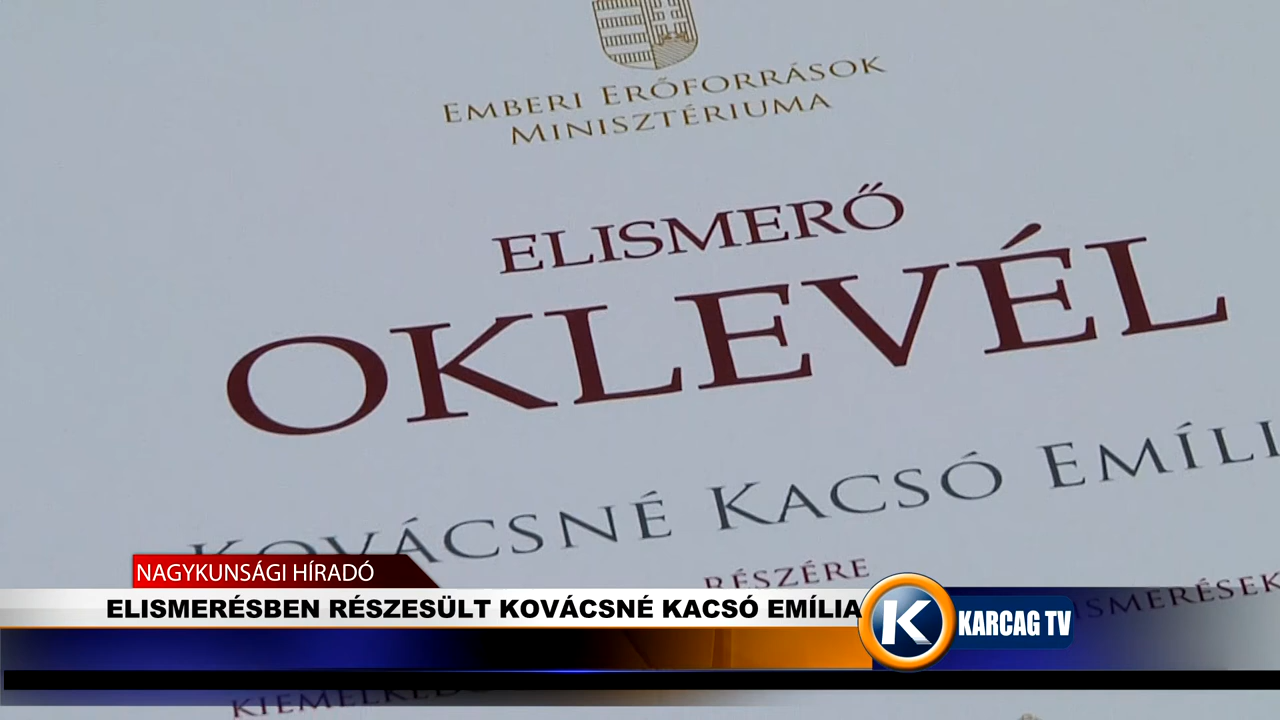 EMBERI ERŐFORRÁSOK
MINISZTÉRIUMA
ELISMERŐ
OKLEVÉL
KOVÁCSNÉ KACSÓ EMÍLI
RÉSZÉRE
NAGYKUNSÁGI HÍRADÓ
ELISMERÉSBEN RÉSZESÜLT KOVÁCSNÉ KACSÓ EMÍLIA
K KARCAG TV